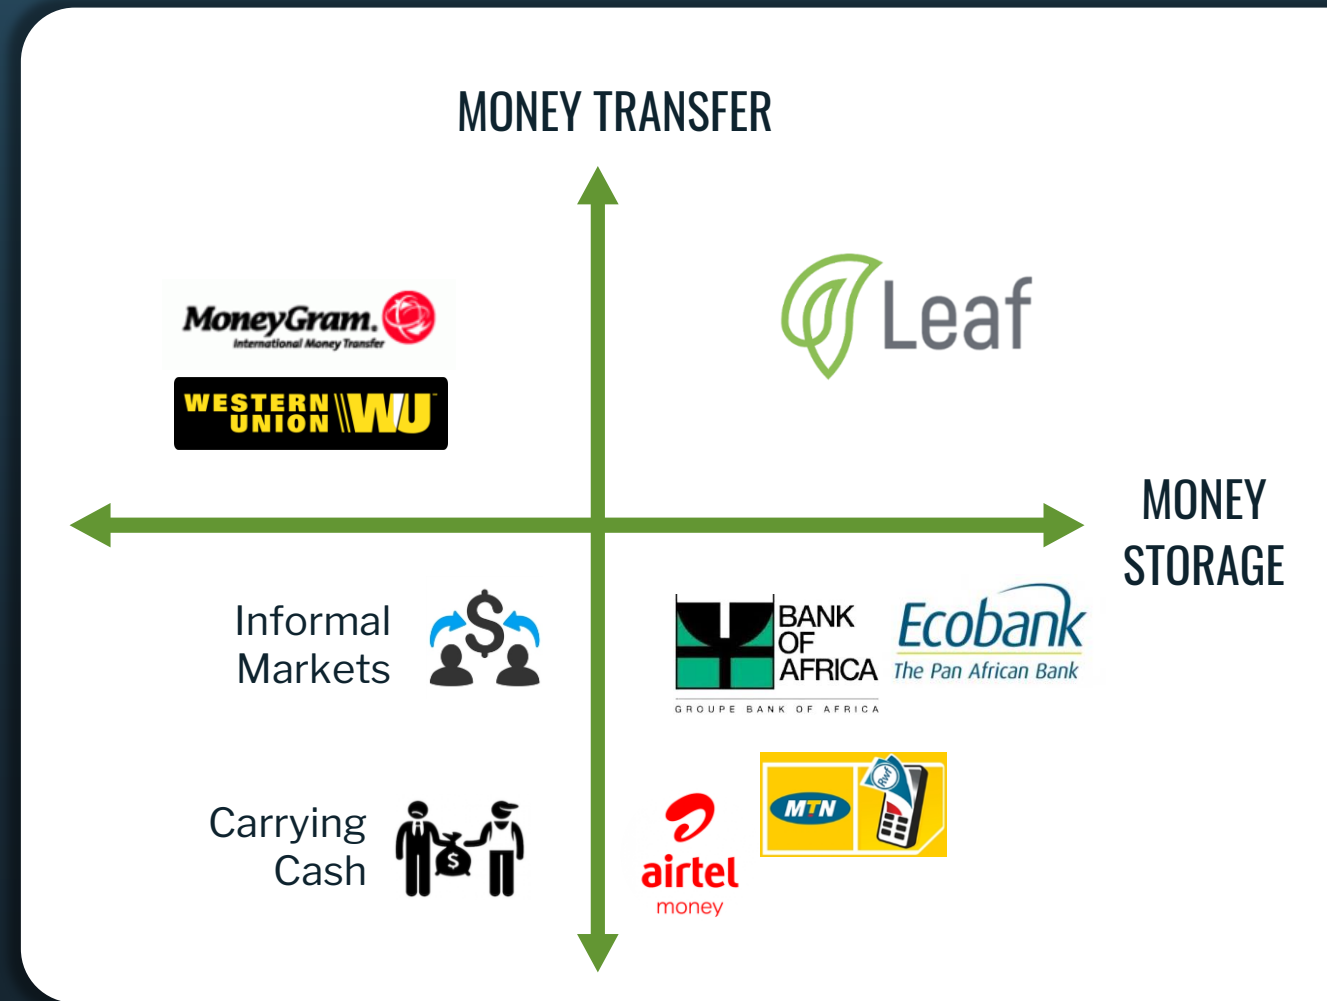 MONEY TRANSFER
MoneyGram.
International Money Transfer
WESTERN
UNION
WU
Leaf
MONEY
STORAGE
Informal
Markets
$
BANK
OF
AFRICA
GROUPE BANK OF AFRICA
Ecobank
The Pan African Bank
Carrying
Cash
$
airtel
money
MTN
Rwf